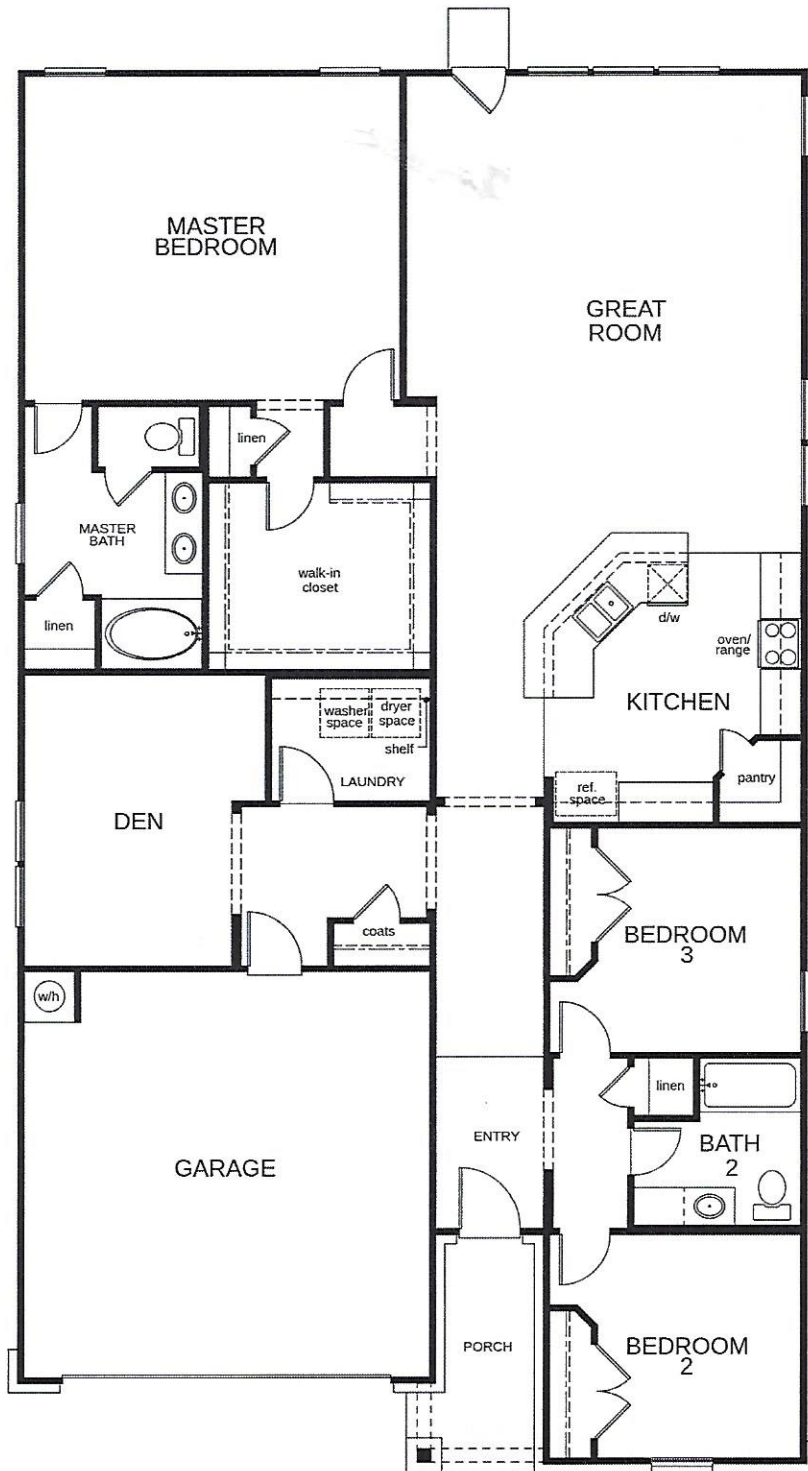 MASTER
BEDROOM
GREAT
ROOM
linen
MASTER
BATH
walk-in
closet
linen
d/w
oven/
range
KITCHEN
washer
space
dryer
space
shelf
LAUNDRY
ref.
space
pantry
DEN
coats
BEDROOM
3
w/h
linen
ENTRY
BATH
2
GARAGE
PORCH
BEDROOM
2